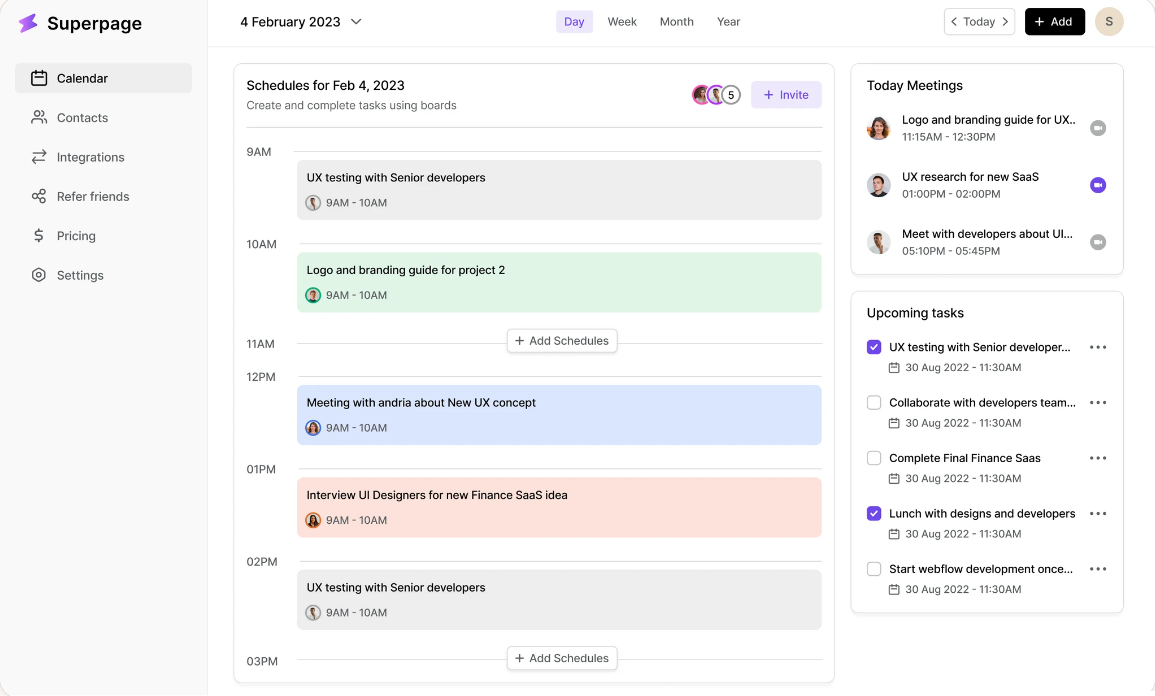 Superpage
4 February 2023
Day Week Month Year
Today
+ Add
S
Calendar
Contacts
Integrations
Refer friends
Pricing
Settings
Schedules for Feb 4, 2023
Create and complete tasks using boards
5
+ Invite
9AM
UX testing with Senior developers
9AM - 10AM
10AM
Logo and branding guide for project 2
9AM - 10AM
11AM
+ Add Schedules
12PM
Meeting with andria about New UX concept
9AM - 10AM
01PM
Interview UI Designers for new Finance SaaS idea
9AM - 10AM
02PM
UX testing with Senior developers
9AM - 10AM
03PM
+ Add Schedules
Today Meetings
Logo and branding guide for UX..
11:15AM - 12:30PM
UX research for new SaaS
01:00PM - 02:00PM
Meet with developers about UI...
05:10PM - 05:45PM
Upcoming tasks
UX testing with Senior developer...
30 Aug 2022 - 11:30AM
Collaborate with developers team...
30 Aug 2022 - 11:30AM
Complete Final Finance Saas
30 Aug 2022 - 11:30AM
Lunch with designs and developers
30 Aug 2022 - 11:30AM
Start webflow development once...
30 Aug 2022 - 11:30AM